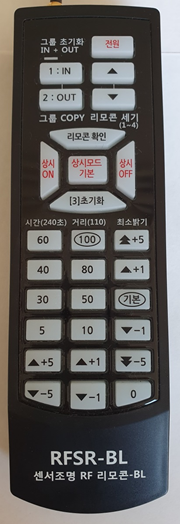 그룹 초기화
IN + OUT
전원
1 : IN
▲
2 : OUT
▼
그룹 COPY 리모콘 세기
(1~4)
리모콘 확인
상시
ON
상시모드
기본
상시
OFF
[3]초기화
시간(240초) 거리(110) 최소밝기
60 100 +5
40 80 ▲+1
30 50 기본
5 10 ▼−1
▲+5 ▲+1 −5
▼−5 ▼−1 0
RFSR-BL
센서조명 RF 리모콘-BL